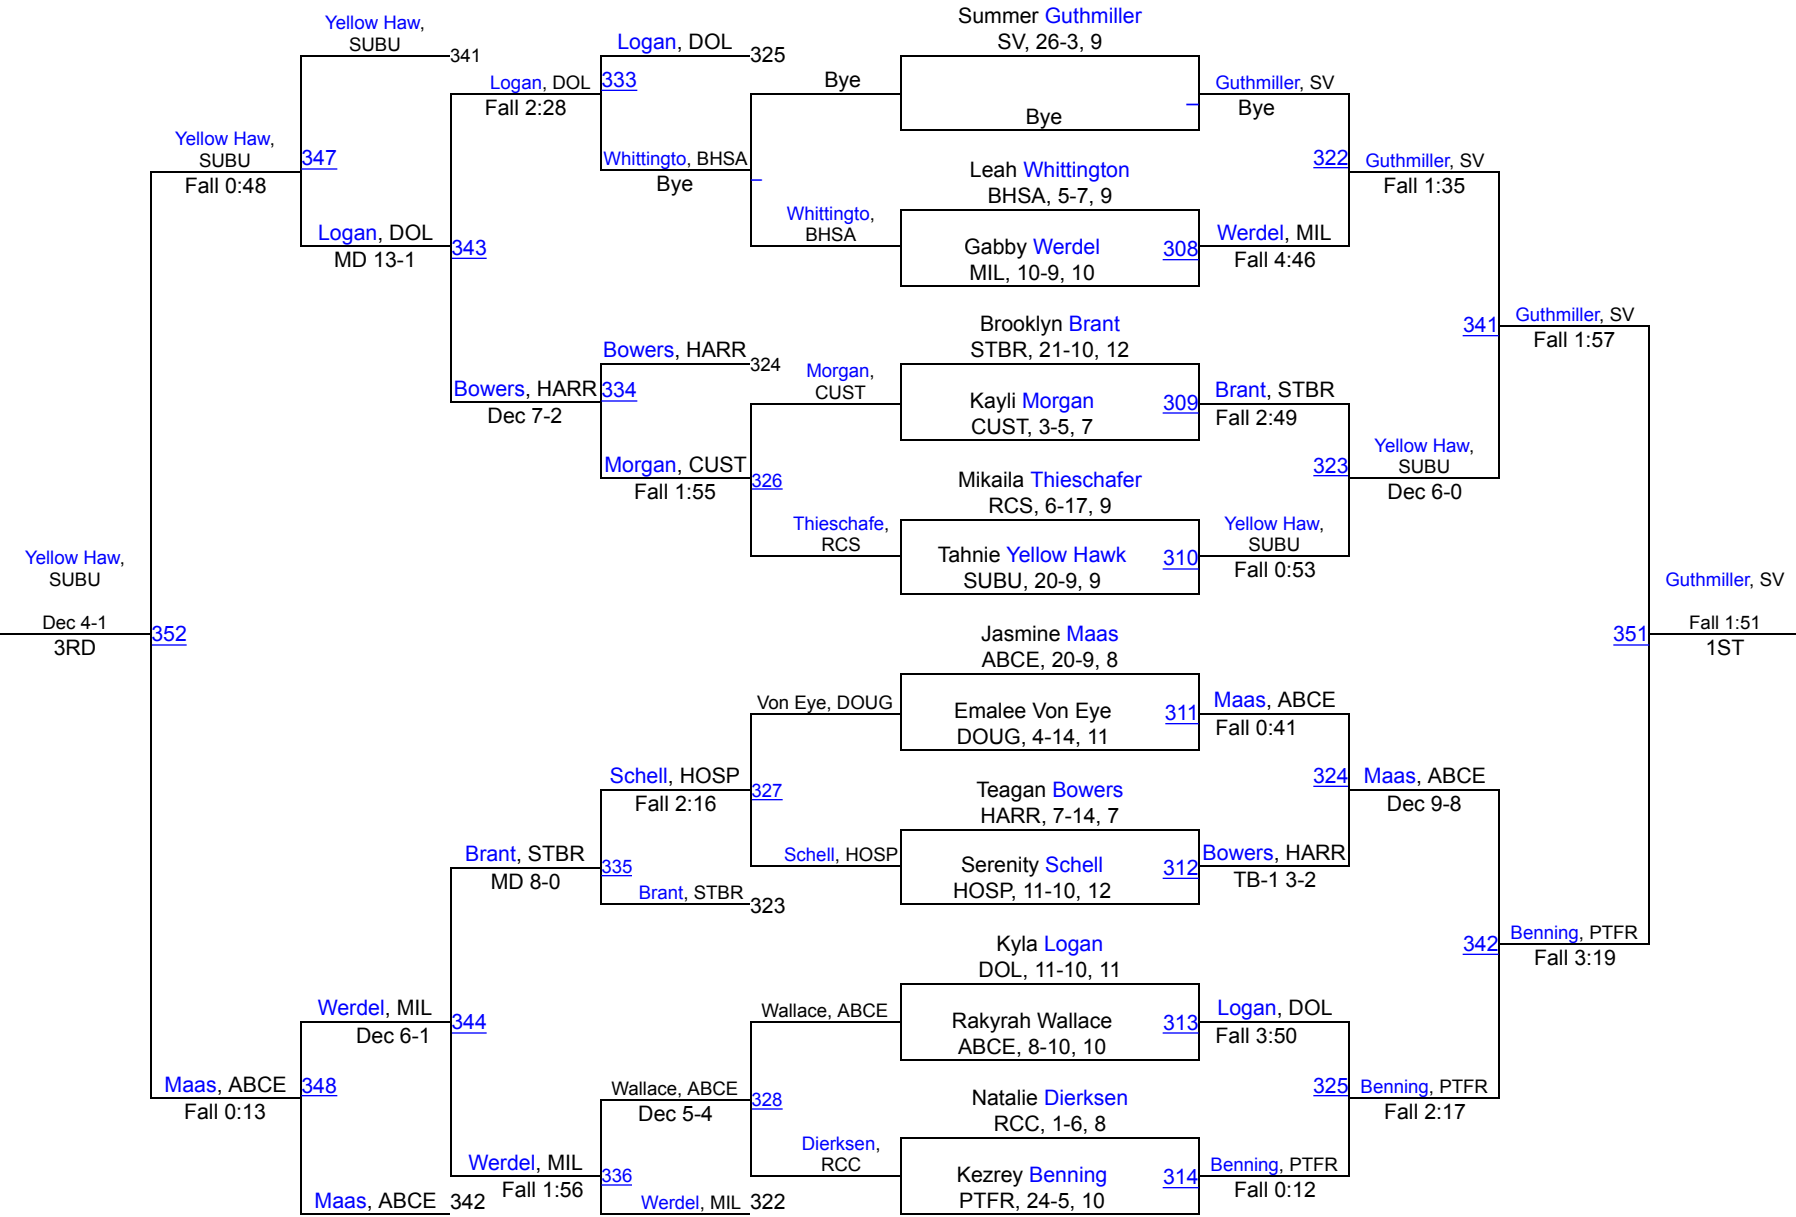 Yellow Haw,
SUBU
341
Logan, DOL
Fall 2:28
Logan, DOL
325
333
Bye
Summer Guthmiller
SV, 26-3, 9
Bye
Guthmiller, SV
Bye
Yellow Haw,
SUBU
Fall 0:48
347
Whittingto, BHSA
Bye
Leah Whittington
BHSA, 5-7, 9
322
Guthmiller, SV
Fall 1:35
Logan, DOL
MD 13-1
343
Whittingto,
BHSA
Gabby Werdel
MIL, 10-9, 10
308
Werdel, MIL
Fall 4:46
Brooklyn Brant
STBR, 21-10, 12
341
Guthmiller, SV
Fall 1:57
Bowers, HARR
324
Bowers, HARR
Dec 7-2
334
Morgan,
CUST
Kayli Morgan
CUST, 3-5, 7
309
Brant, STBR
Fall 2:49
Morgan, CUST
Fall 1:55
326
Mikaila Thieschafer
RCS, 6-17, 9
323
Yellow Haw,
SUBU
Dec 6-0
Thieschafe,
RCS
Tahnie Yellow Hawk
SUBU, 20-9, 9
310
Yellow Haw,
SUBU
Fall 0:53
Yellow Haw,
SUBU
Dec 4-1
3RD
352
Guthmiller, SV
Fall 1:51
1ST
351
Jasmine Maas
ABCE, 20-9, 8
Von Eye, DOUG
Emalee Von Eye
DOUG, 4-14, 11
311
Maas, ABCE
Fall 0:41
Schell, HOSP
Fall 2:16
327
Teagan Bowers
HARR, 7-14, 7
324
Maas, ABCE
Dec 9-8
Brant, STBR
MD 8-0
335
Schell, HOSP
Serenity Schell
HOSP, 11-10, 12
312
Bowers, HARR
TB-1 3-2
Brant, STBR
323
Kyla Logan
DOL, 11-10, 11
342
Benning, PTFR
Fall 3:19
Werdel, MIL
Dec 6-1
344
Wallace, ABCE
Rakyrah Wallace
ABCE, 8-10, 10
313
Logan, DOL
Fall 3:50
Maas, ABCE
Fall 0:13
348
Wallace, ABCE
Dec 5-4
328
Natalie Dierksen
RCC, 1-6, 8
325
Benning, PTFR
Fall 2:17
Werdel, MIL
Fall 1:56
336
Dierksen,
RCC
Kezrey Benning
PTFR, 24-5, 10
314
Benning, PTFR
Fall 0:12
Maas, ABCE
342
Werdel, MIL
322